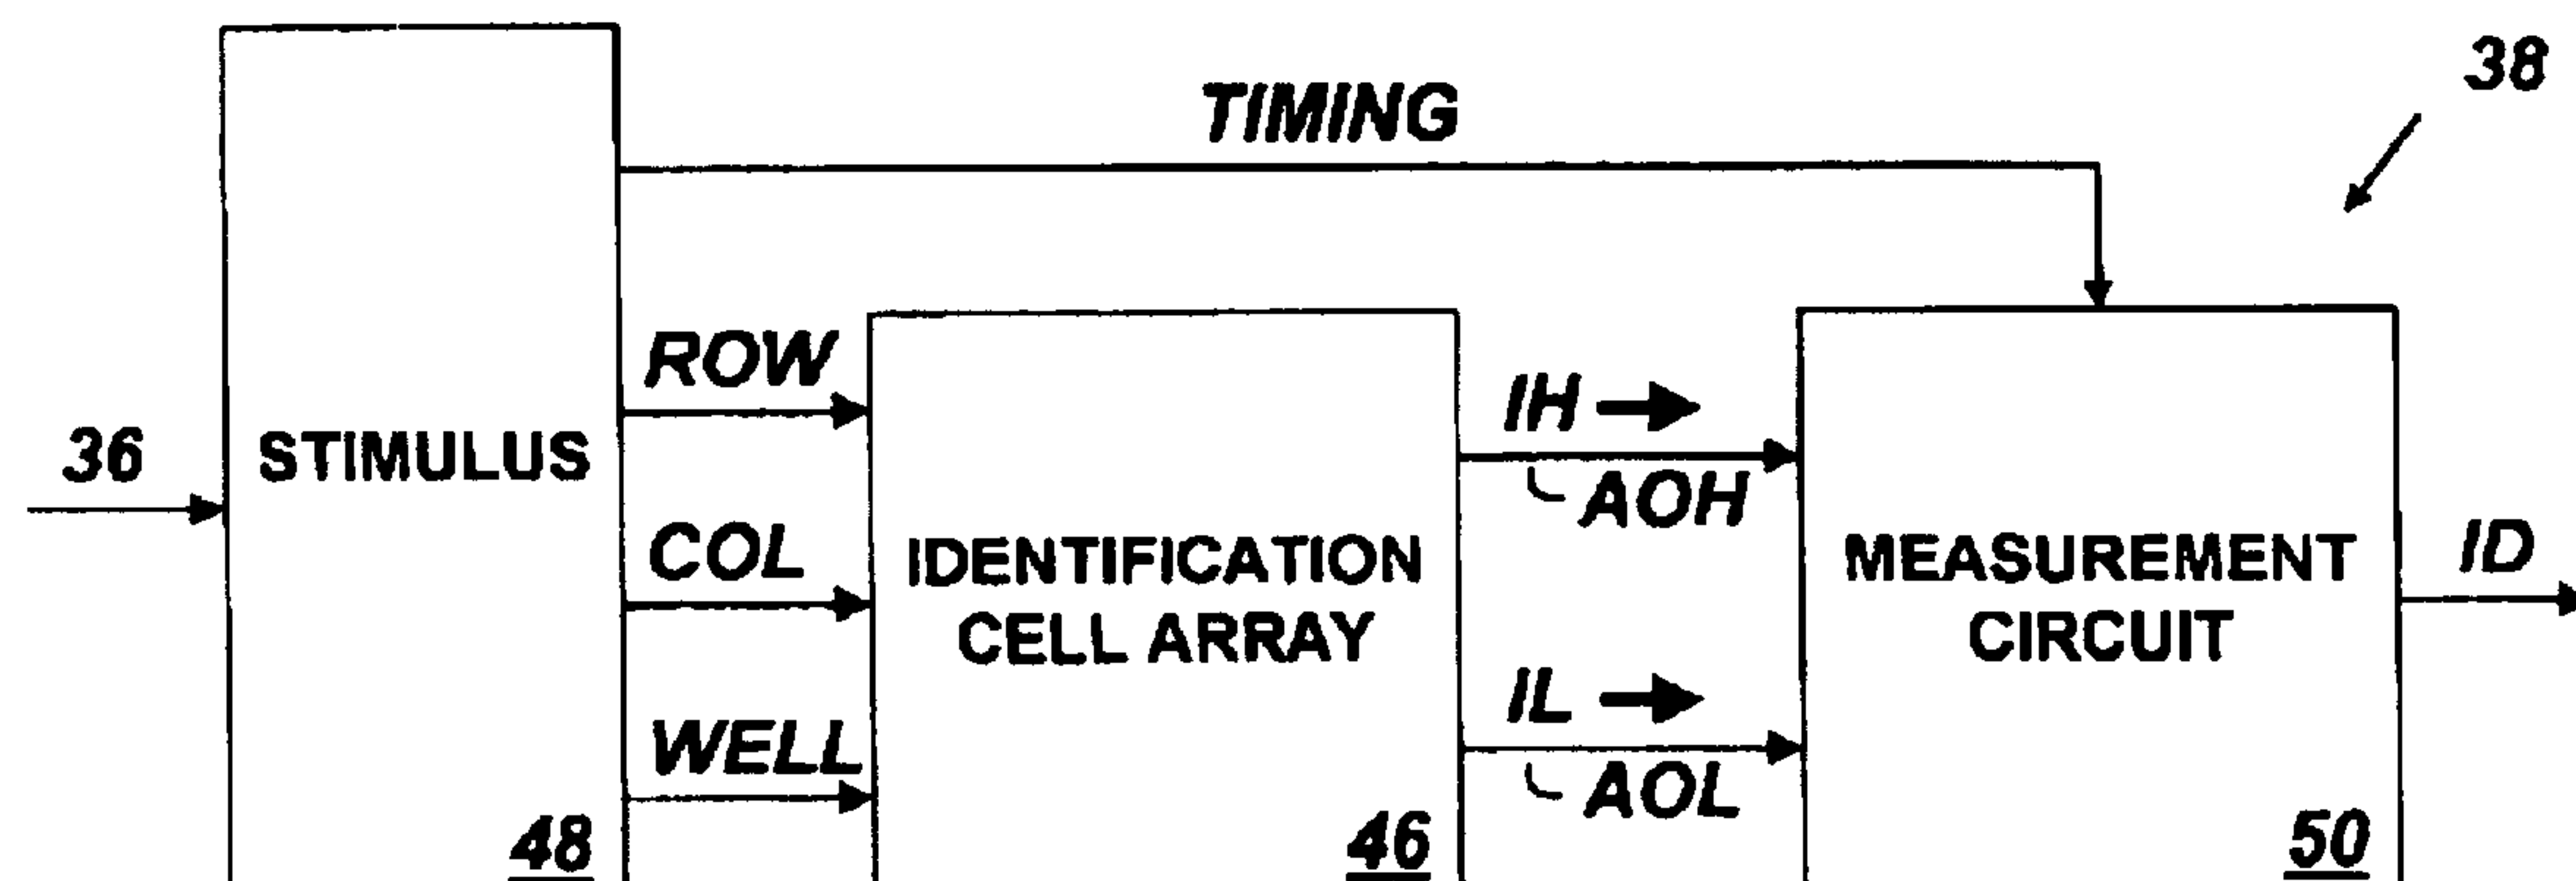 38
TIMING
ROW
IH
36
STIMULUS
AOH
COL
IDENTIFICATION
CELL ARRAY
MEASUREMENT
CIRCUIT
ID
IL
WELL
AOL
48
46
50